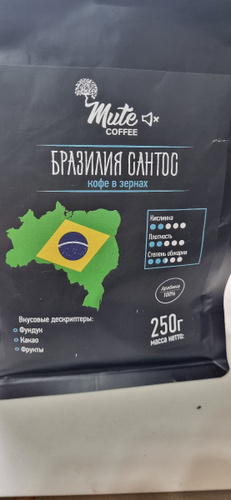 Mute
COFFEE
БРАЗИЛИЯ САНТОС
кофе в зернах
Кислинка
Плотность
Степень обжарки
Арабика
100%
Вкусовые дескрипторы:
Фундук
Какао
Фрукты
250г
масса нетто: